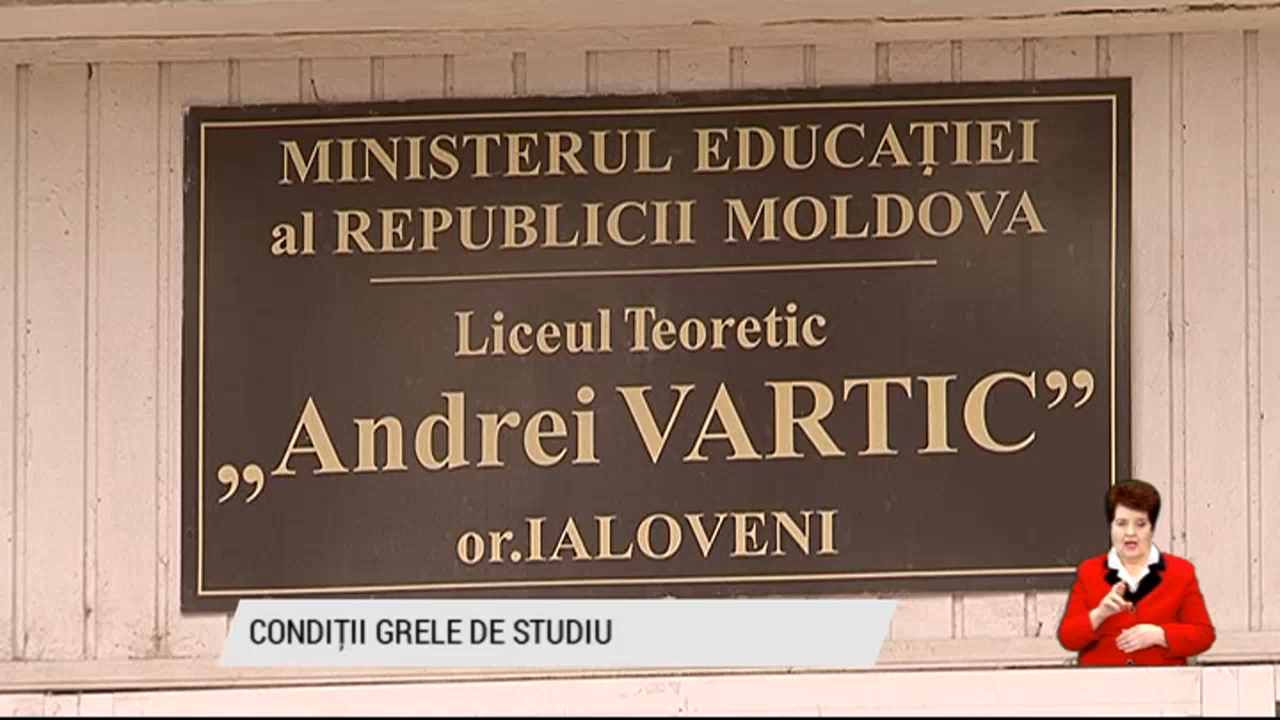 MINISTERUL EDUCAȚIEI
al REPUBLICII MOLDOVA
Liceul Teoretic
„Andrei VARTIC”
or.IALOVENI
CONDIȚII GRELE DE STUDIU